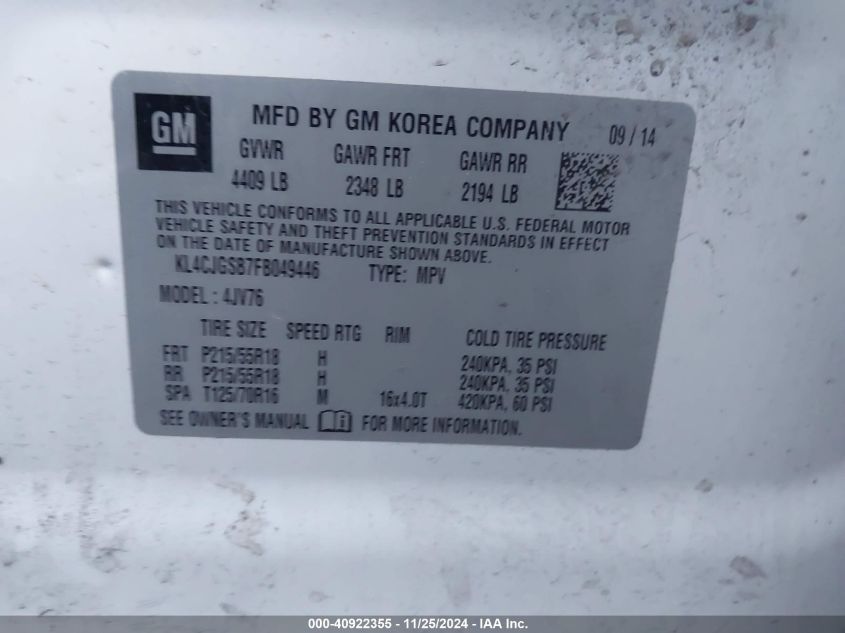 GM
MFD BY GM KOREA COMPANY 09 / 14
GVWR GAWR FRT GAWR RR
4409 LB 2348 LB 2194 LB
THIS VEHICLE CONFORMS TO ALL APPLICABLE U.S. FEDERAL MOTOR
VEHICLE SAFETY AND THEFT PREVENTION STANDARDS IN EFFECT
ON THE DATE OF MANUFACTURE SHOWN ABOVE.
KL4CJGSB7FB049446 TYPE: MPV
MODEL : 4JV76
TIRE SIZE SPEED RTG RIM COLD TIRE PRESSURE
FRT P215/55R18 H 240KPA, 35 PSI
RR P215/55R18 H 240KPA, 35 PSI
SPA T125/70R16 M 16x4.0T 420KPA, 60 PSI
SEE OWNER'S MANUAL i FOR MORE INFORMATION.
000-40922355 - 11/25/2024 - IAA Inc.